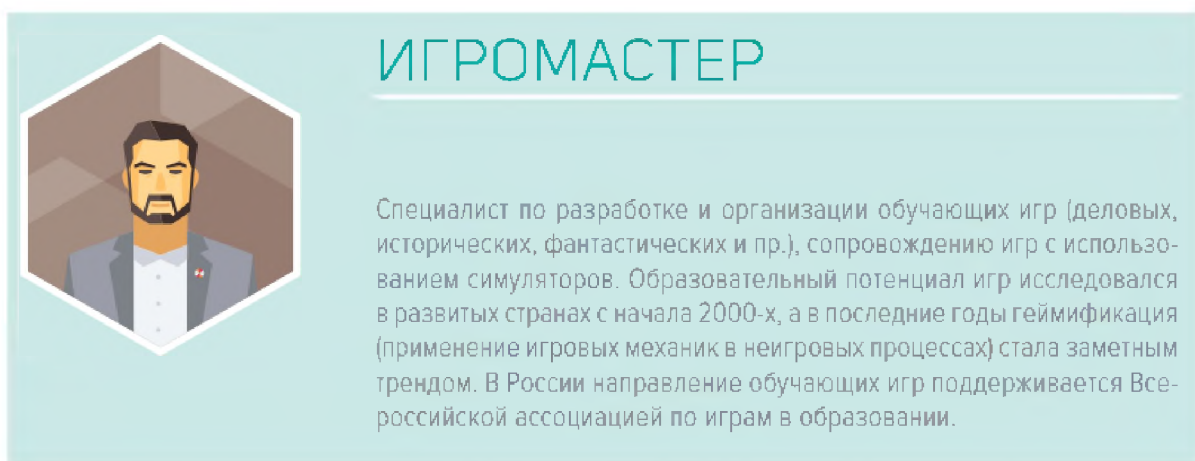 ИГРОМАСТЕР
Специалист по разработке и организации обучающих игр (деловых,
исторических, фантастических и пр.), сопровождению игр с использо-
ванием симуляторов. Образовательный потенциал игр исследовался
в развитых странах с начала 2000-х, а в последние годы геймификация
(применение игровых механик в неигровых процессах) стала заметным
трендом. В России направление обучающих игр поддерживается Все-
российской ассоциацией по играм в образовании.